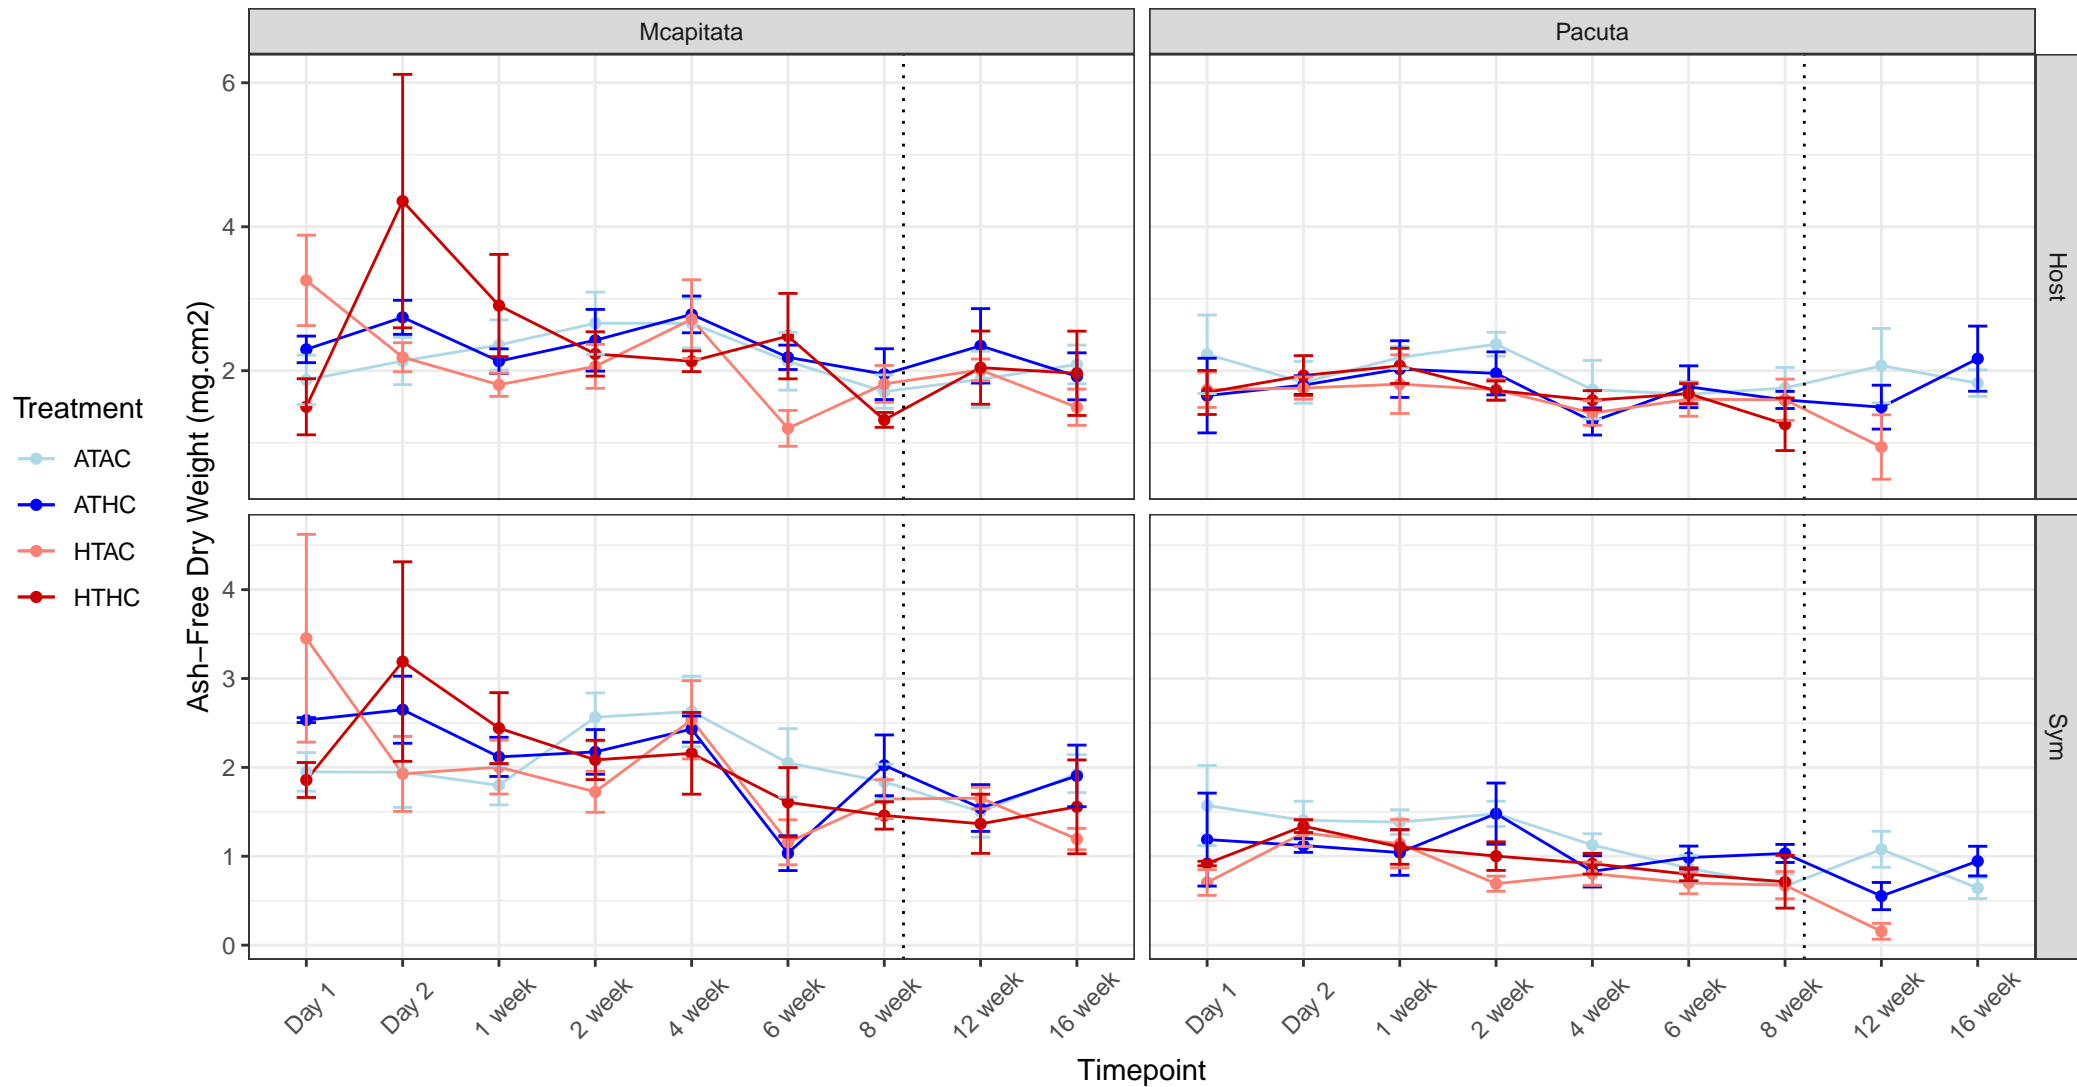 Mcapitata
Pacuta
6
4
2
Host
4
3
2
1
0
Sym
Ash−Free Dry Weight (mg.cm2)
Treatment
ATAC
ATHC
HTAC
HTHC
Day 1
Day 2
1 week
2 week
4 week
6 week
8 week
12 week
16 week
Day 1
Day 2
1 week
2 week
4 week
6 week
8 week
12 week
16 week
Timepoint